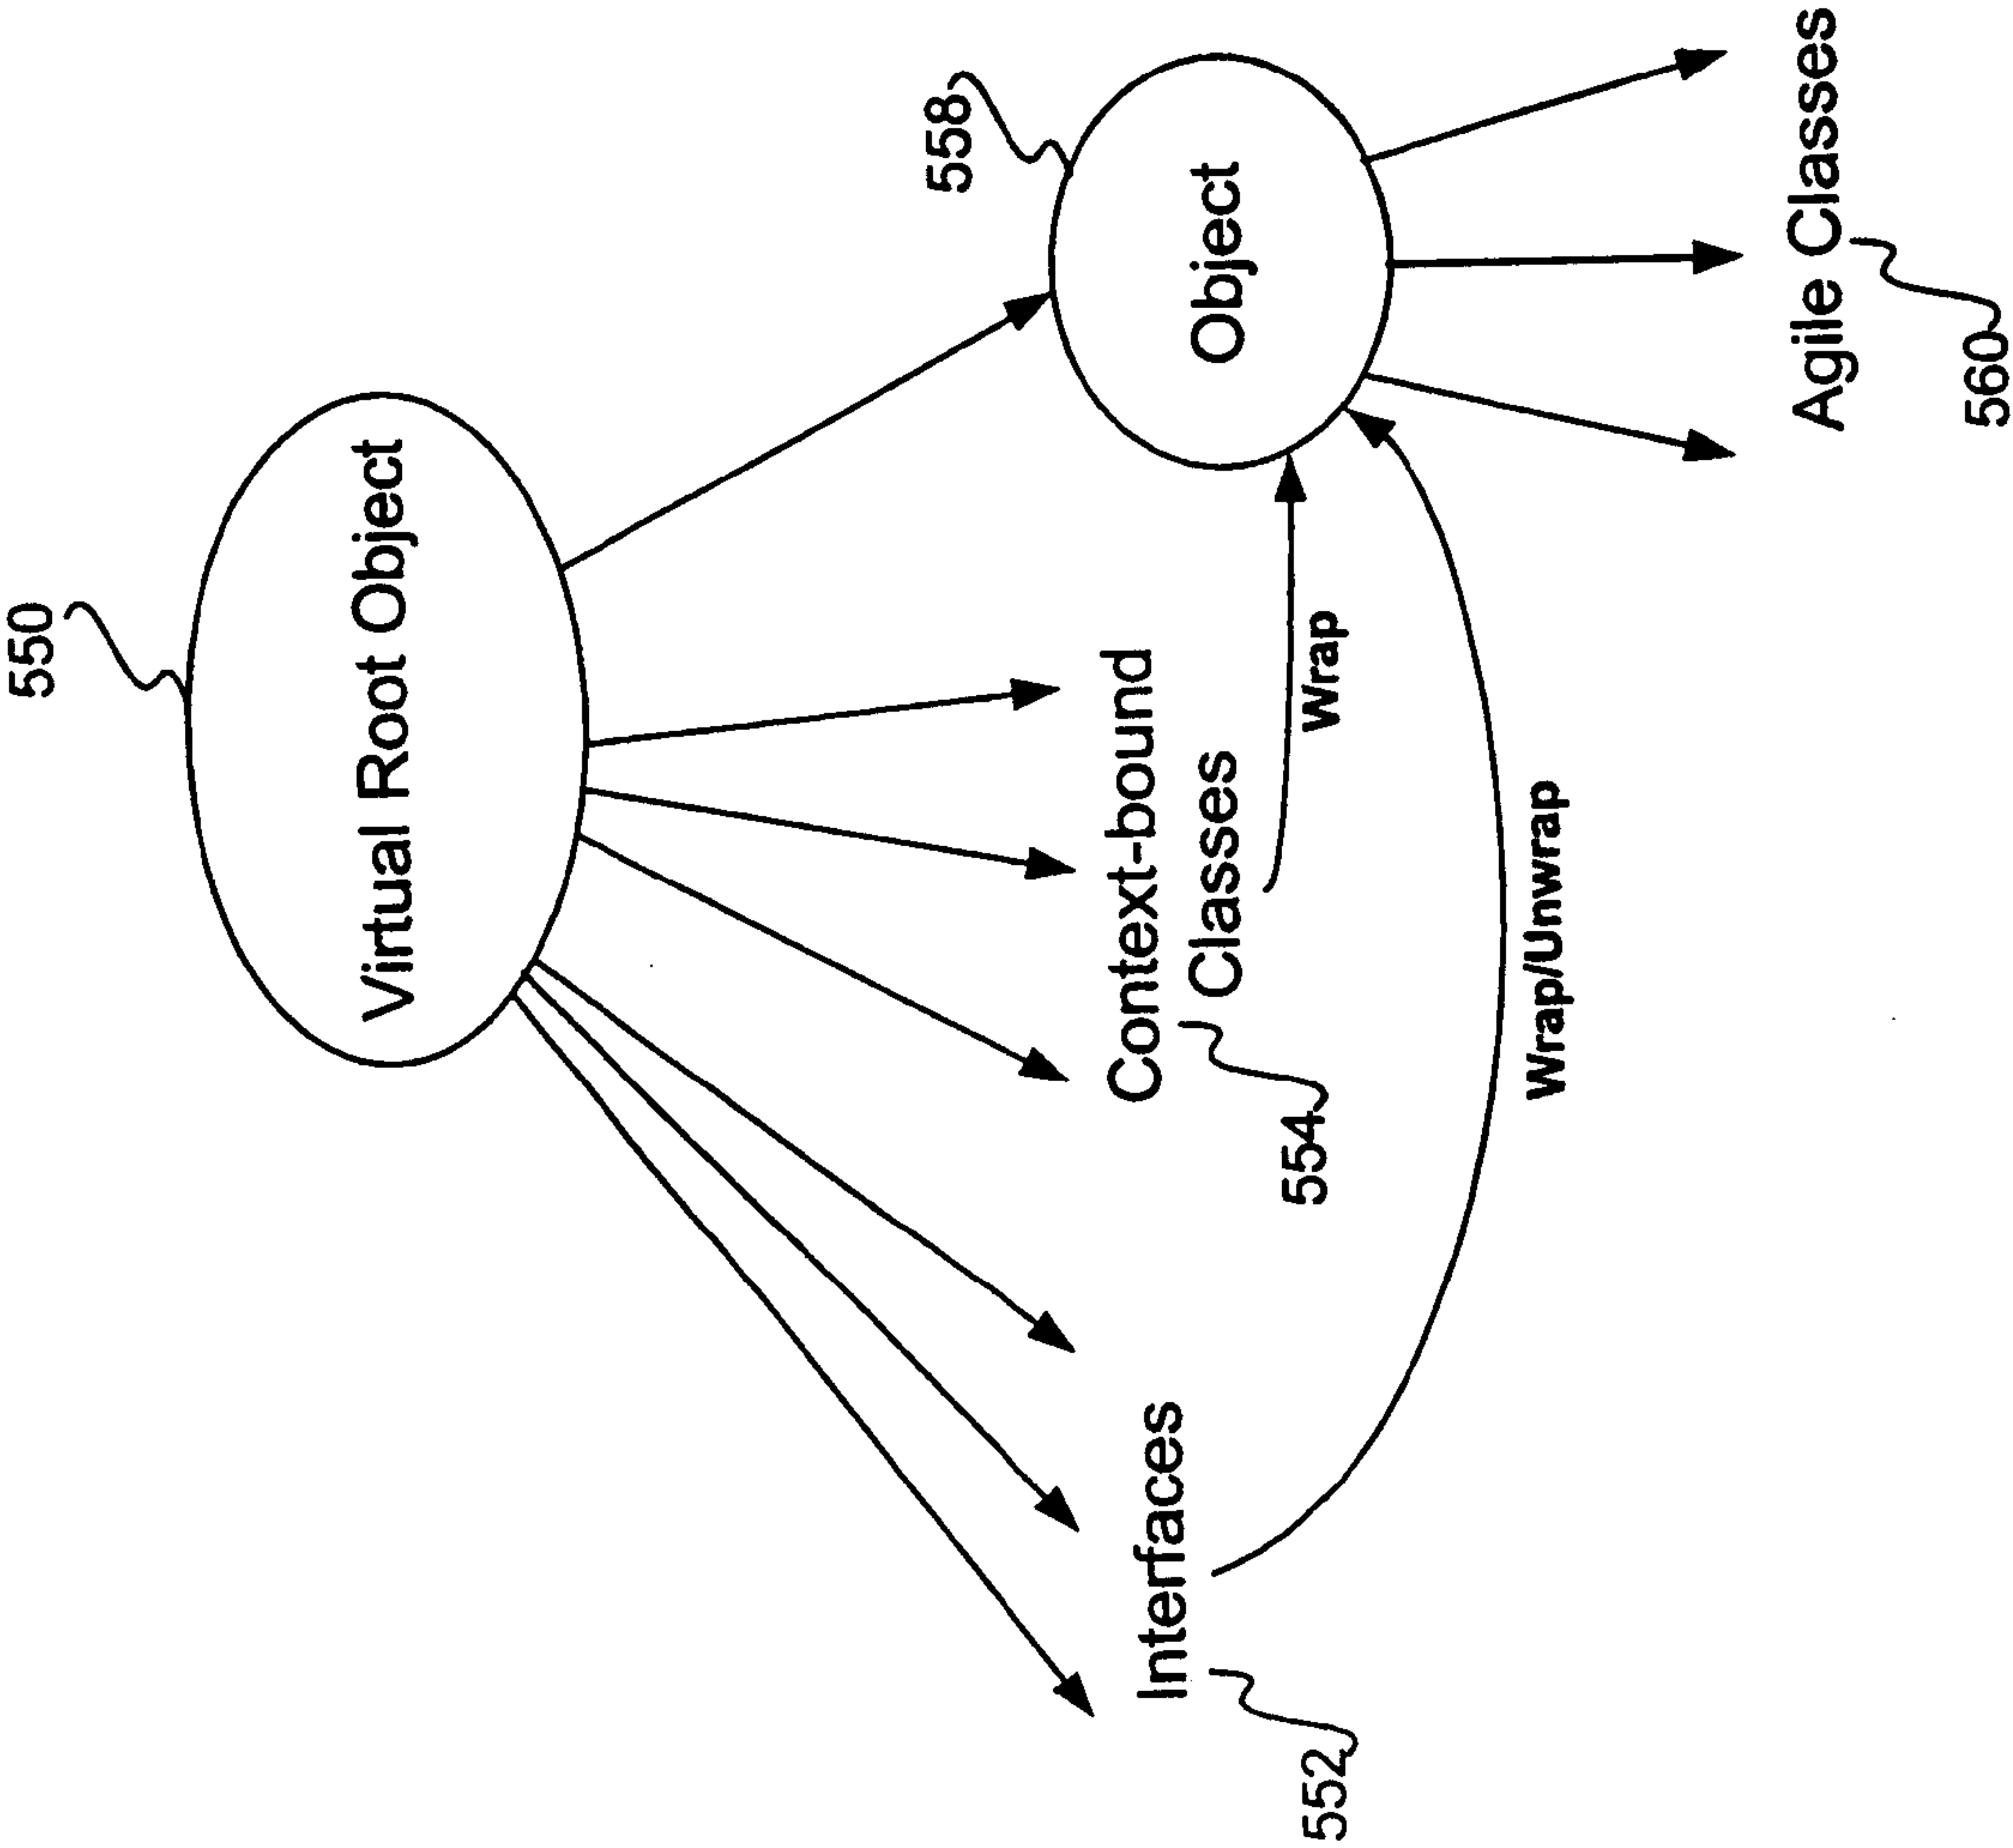 550
Virtual Root Object
558
Object
Interfaces
552
Context-bound
Classes
554
Wrap
Wrap/Unwrap
Agile Classes
560